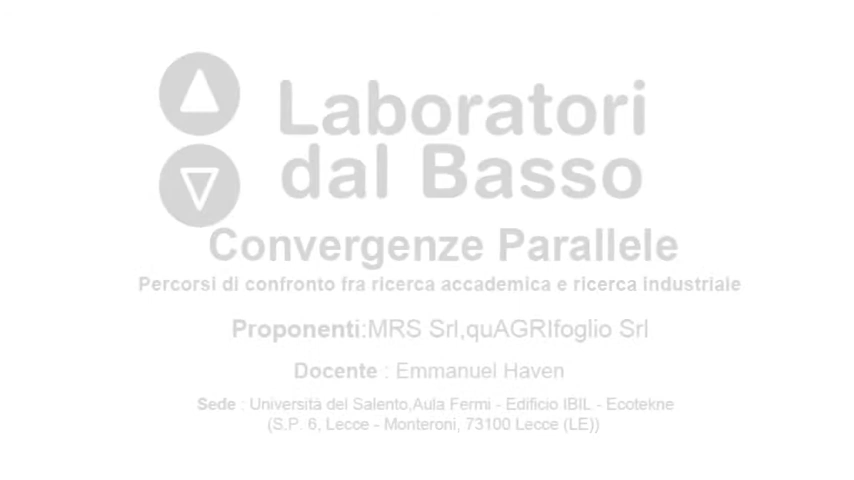 Laboratori
dal Basso
Convergenze Parallele
Percorsi di confronto fra ricerca accademica e ricerca industriale
Proponenti:MRS Srl,quAGRIfoglio Srl
Docente : Emmanuel Haven
Sede : Università del Salento,Aula Fermi - Edificio IBIL - Ecotekne
(S.P. 6, Lecce - Monteroni, 73100 Lecce (LE))